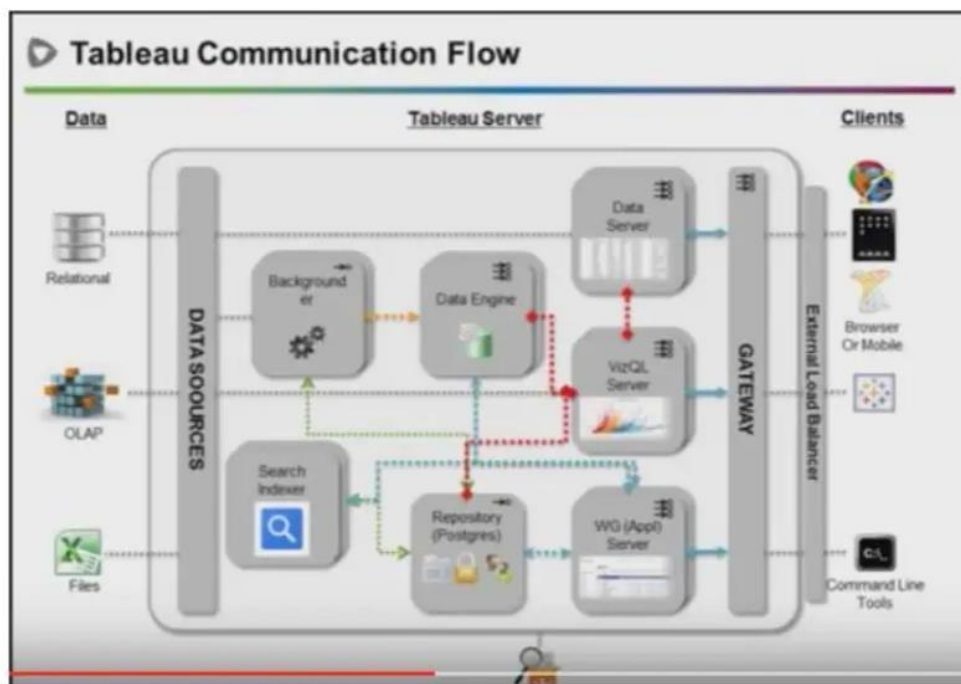 Tableau Communication Flow
Data
Tableau Server
Clients
Relational
OLAP
Files
DATA SOURCES
Background
er
Data Engine
Search
Indexer
Repository
(Postgres)
Data
Server
VizQL
Server
WG (Appl)
Server
GATEWAY
External Load Balancer
Browser
Or Mobile
C:\_
Command Line
Tools